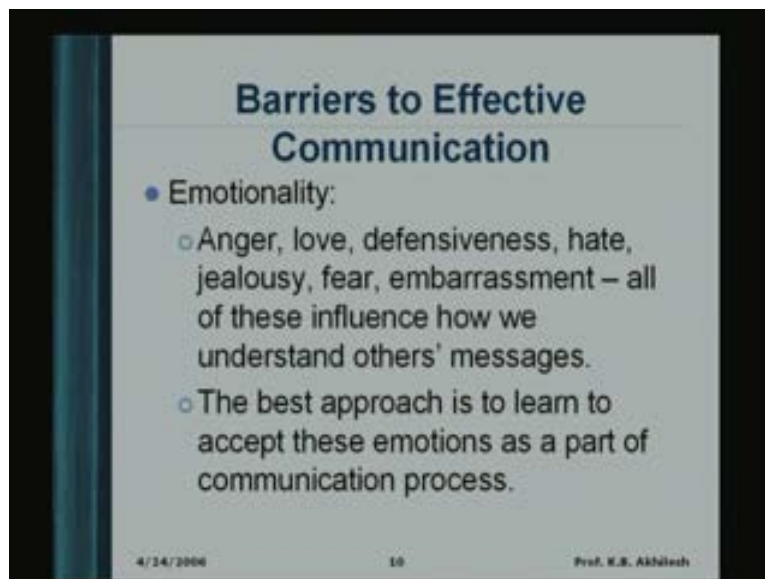 Barriers to Effective
Communication
● Emotionality:
○ Anger, love, defensiveness, hate,
jealousy, fear, embarrassment – all
of these influence how we
understand others’ messages.
○ The best approach is to learn to
accept these emotions as a part of
communication process.
4/24/2006 10 Prof. K.B. Akhilesh